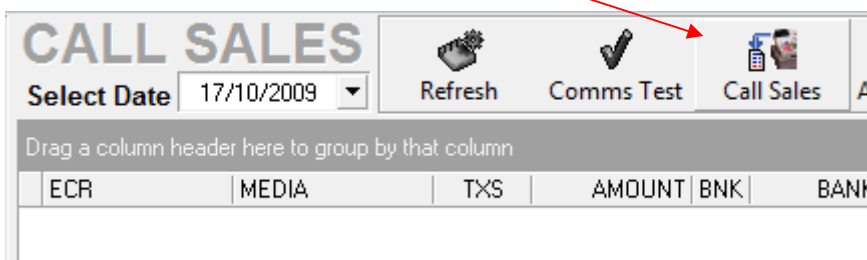 CALL SALES
Select Date 17/10/2009
Refresh Comms Test Call Sales
Drag a column header here to group by that column
ECR MEDIA TXS AMOUNT BNK